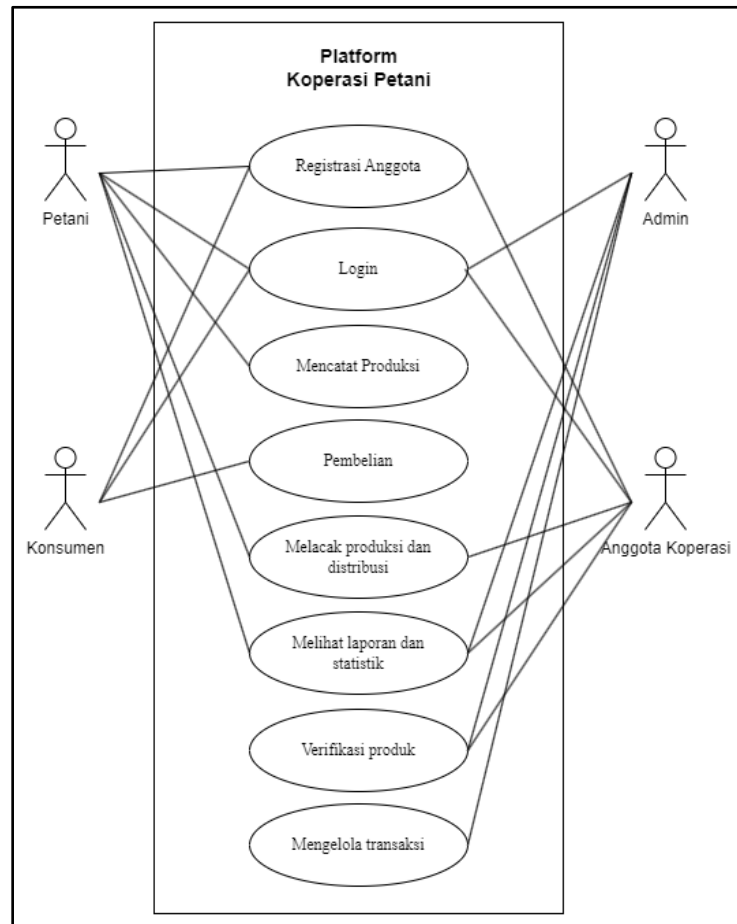 Platform
Koperasi Petani
Petani
Admin
Registrasi Anggota
Login
Mencatat Produksi
Pembelian
Konsumen
Anggota Koperasi
Melacak produksi dan
distribusi
Melihat laporan dan
statistik
Verifikasi produk
Mengelola transaksi